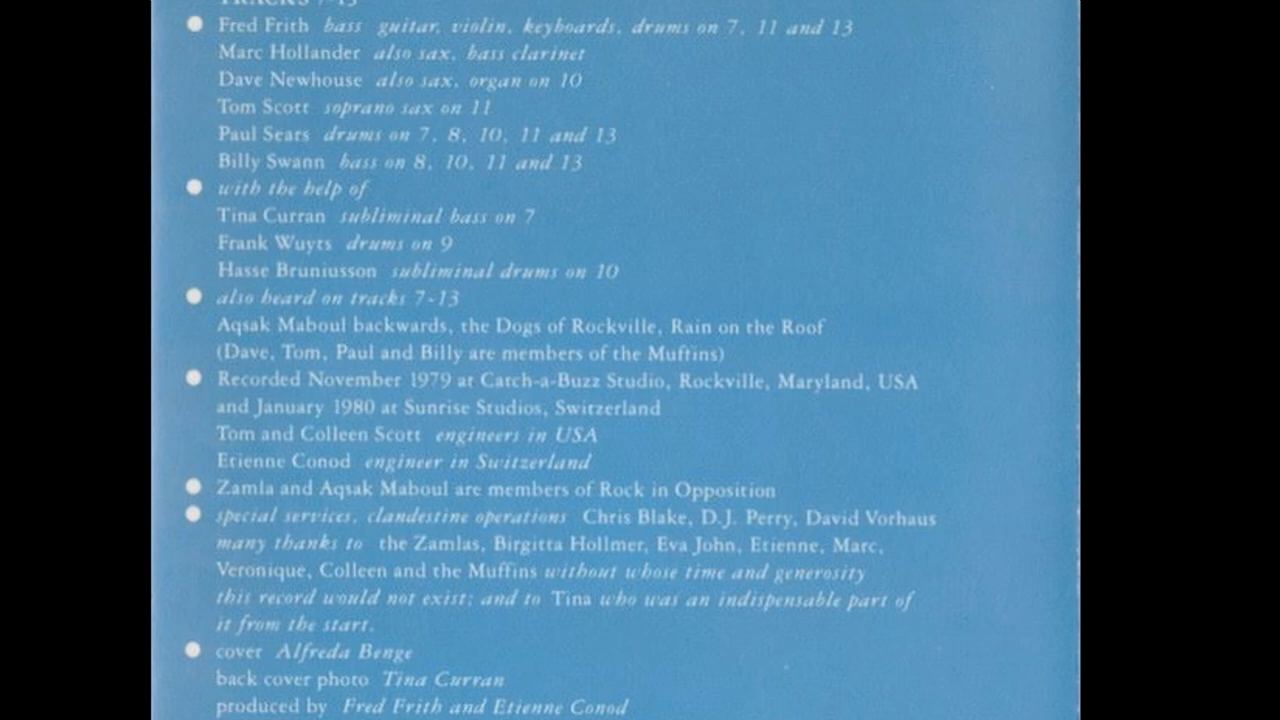 TRACKS 7-13
Fred Frith bass guitar, violin, keyboards, drums on 7, 11 and 13
Marc Hollander also sax, bass clarinet
Dave Newhouse also sax, organ on 10
Tom Scott soprano sax on 11
Paul Sears drums on 7, 8, 10, 11 and 13
Billy Swann bass on 8, 10, 11 and 13
with the help of
Tina Curran subliminal bass on 7
Frank Wuyts drums on 9
Hasse Bruniusson subliminal drums on 10
also heard on tracks 7-13
Aqsak Maboul backwards, the Dogs of Rockville, Rain on the Roof
(Dave, Tom, Paul and Billy are members of the Muffins)
Recorded November 1979 at Catch-a-Buzz Studio, Rockville, Maryland, USA
and January 1980 at Sunrise Studios, Switzerland
Tom and Colleen Scott engineers in USA
Etienne Conod engineer in Switzerland
Zamla and Aqsak Maboul are members of Rock in Opposition
special services, clandestine operations Chris Blake, D.J. Perry, David Vorhaus
many thanks to the Zamlas, Birgitta Hollmer, Eva John, Etienne, Marc,
Veronique, Colleen and the Muffins without whose time and generosity
this record would not exist; and to Tina who was an indispensable part of
it from the start.
cover Alfreda Benge
back cover photo Tina Curran
produced by Fred Frith and Etienne Conod